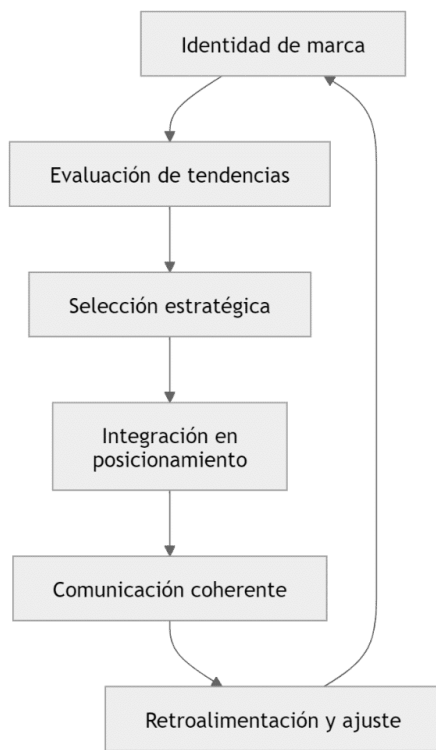 Identidad de marca
Evaluación de tendencias
Selección estratégica
Integración en
posicionamiento
Comunicación coherente
Retroalimentación y ajuste